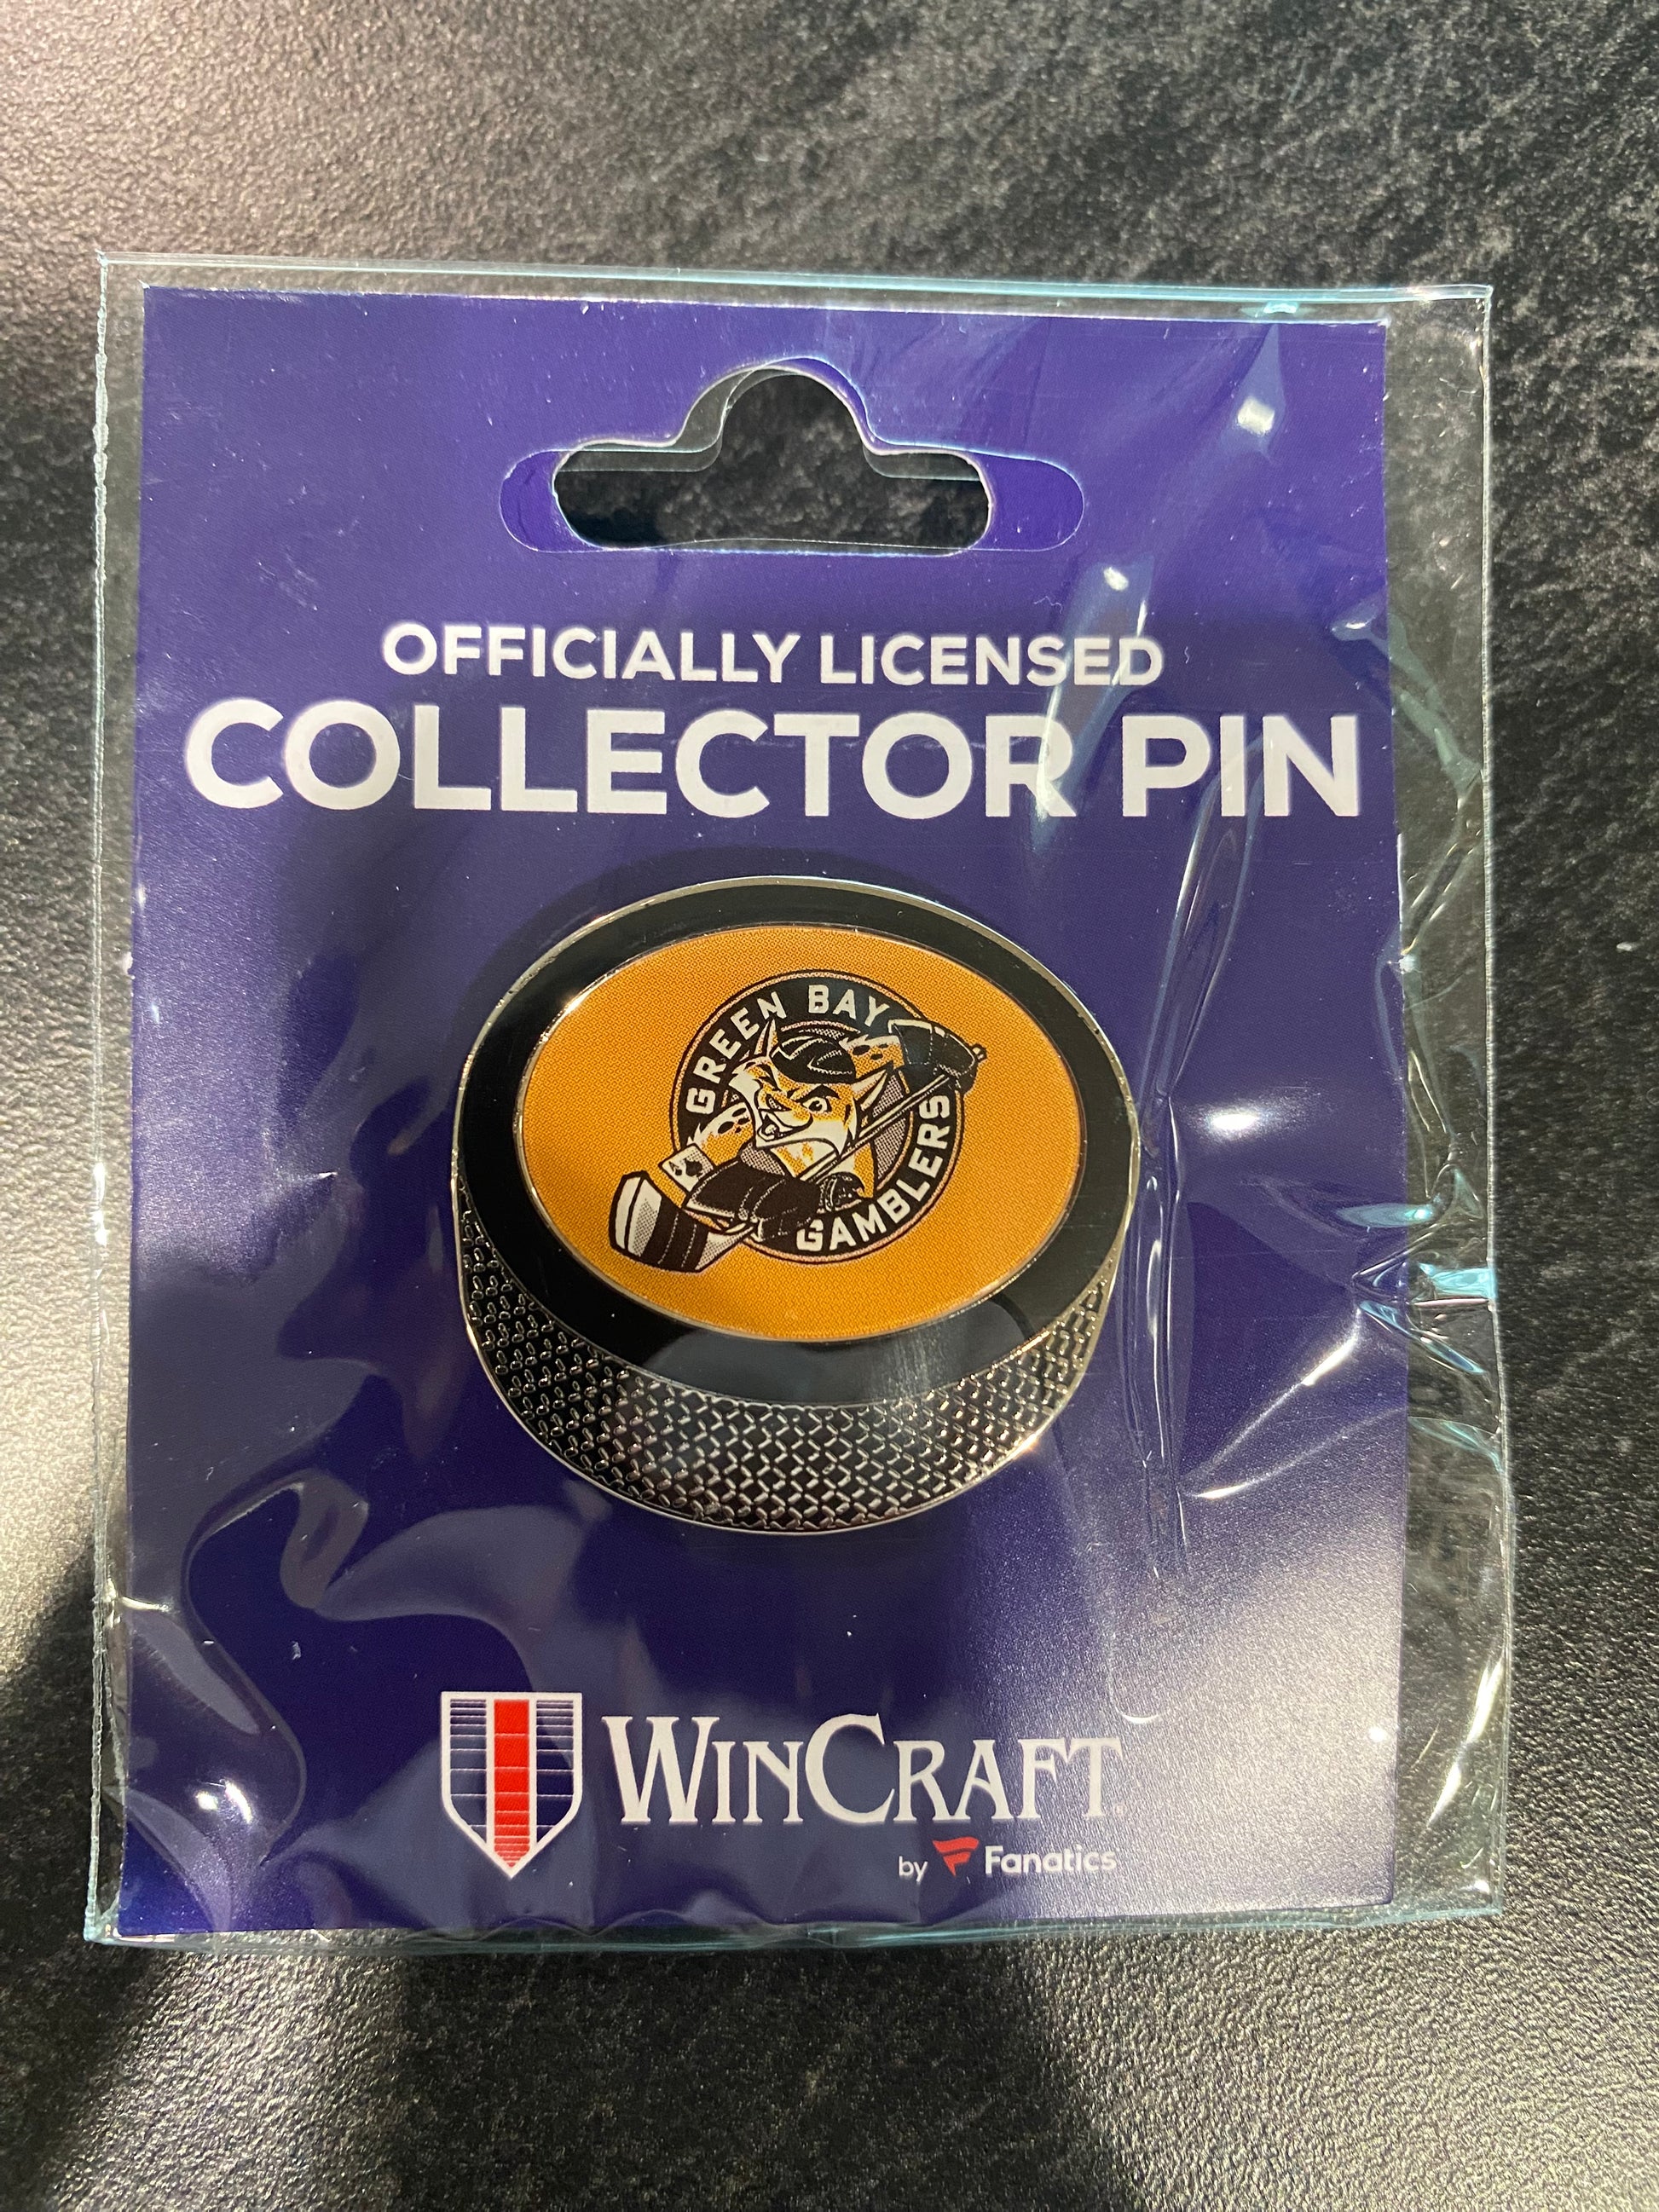 OFFICIALLY LICENSED
COLLECTOR PIN
GREEN BAY
GAMBLERS
WINCRAFT
by Fanatics